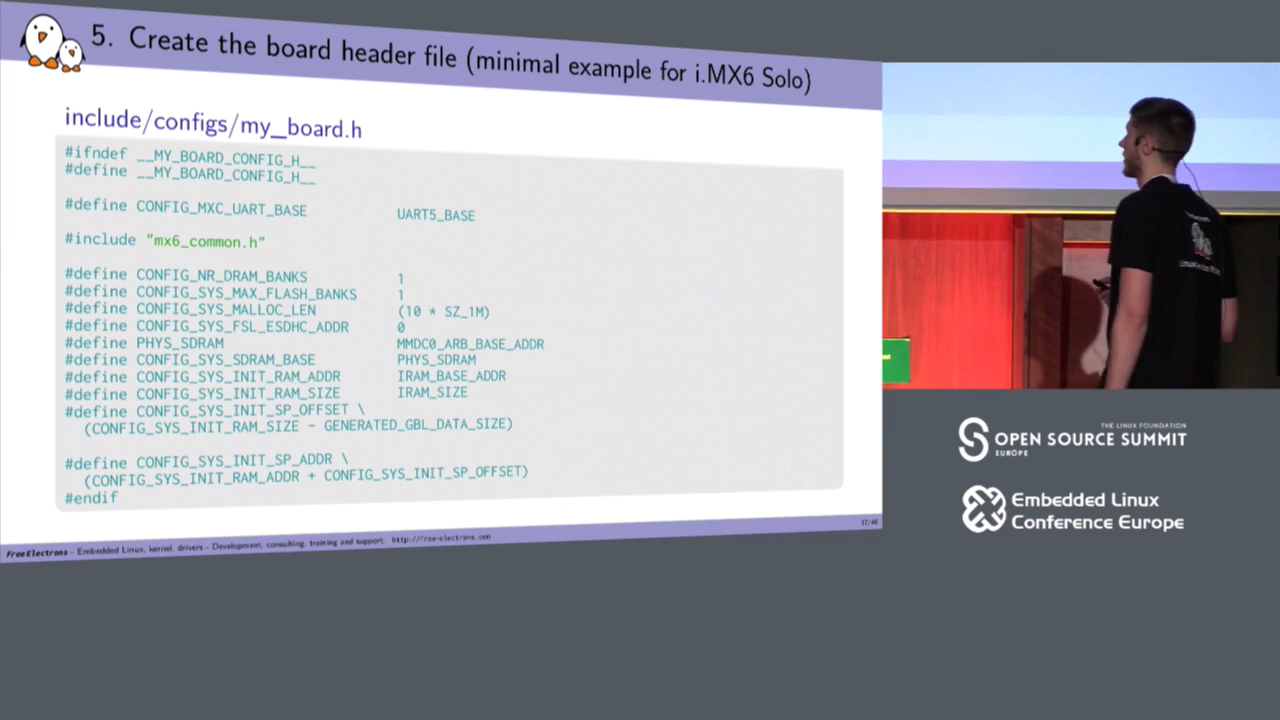 5. Create the board header file (minimal example for i.MX6 Solo)
include/configs/my_board.h
#ifndef __MY_BOARD_CONFIG_H__
#define __MY_BOARD_CONFIG_H__
#define CONFIG_MXC_UART_BASE UART5_BASE
#include "mx6_common.h"
#define CONFIG_NR_DRAM_BANKS 1
#define CONFIG_SYS_MAX_FLASH_BANKS 1
#define CONFIG_SYS_MALLOC_LEN (10 * SZ_1M)
#define CONFIG_SYS_FSL_ESDHC_ADDR 0
#define PHYS_SDRAM MMDC0_ARB_BASE_ADDR
#define CONFIG_SYS_SDRAM_BASE PHYS_SDRAM
#define CONFIG_SYS_INIT_RAM_ADDR IRAM_BASE_ADDR
#define CONFIG_SYS_INIT_RAM_SIZE IRAM_SIZE
#define CONFIG_SYS_INIT_SP_OFFSET \
(CONFIG_SYS_INIT_RAM_SIZE - GENERATED_GBL_DATA_SIZE)
#define CONFIG_SYS_INIT_SP_ADDR \
(CONFIG_SYS_INIT_RAM_ADDR + CONFIG_SYS_INIT_SP_OFFSET)
#endif
37/40
FreeElectrons - Embedded Linux, kernel, drivers - Development, consulting, training and support. http://free-electrons.com
THE LINUX FOUNDATION
OPEN SOURCE SUMMIT
EUROPE
Embedded Linux
Conference Europe